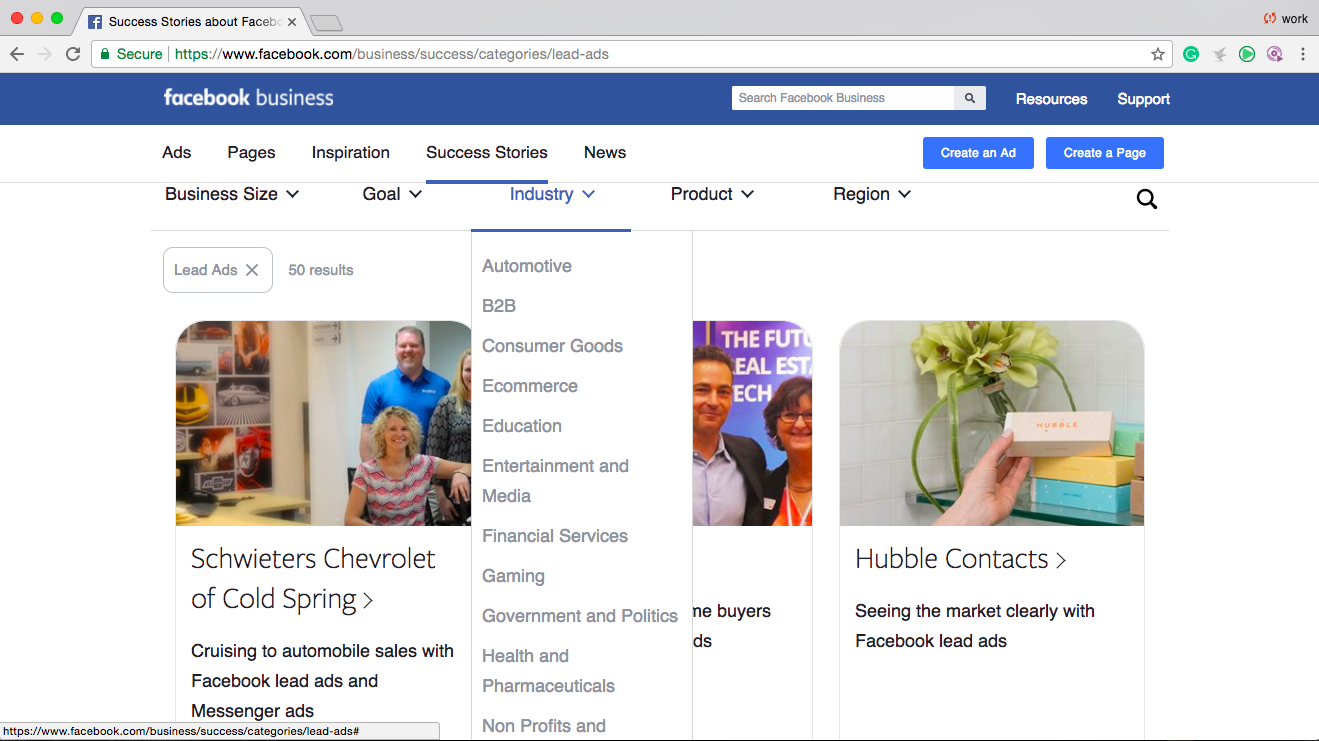 Success Stories about Facebo
work
Secure https://www.facebook.com/business/success/categories/lead-ads
facebook business
Search Facebook Business
Resources
Support
Ads
Pages
Inspiration
Success Stories
News
Create an Ad
Create a Page
Business Size
Goal
Industry
Product
Region
Lead Ads
50 results
Automotive
B2B
Consumer Goods
Ecommerce
Education
Entertainment and
Media
Financial Services
Gaming
Government and Politics
Health and
Pharmaceuticals
Non Profits and
THE FUTU
REAL EST
ECH
HUBBLE
Schwieters Chevrolet
of Cold Spring >
Cruising to automobile sales with
Facebook lead ads and
Messenger ads
me buyers
ds
Hubble Contacts >
Seeing the market clearly with
Facebook lead ads
https://www.facebook.com/business/success/categories/lead-ads#